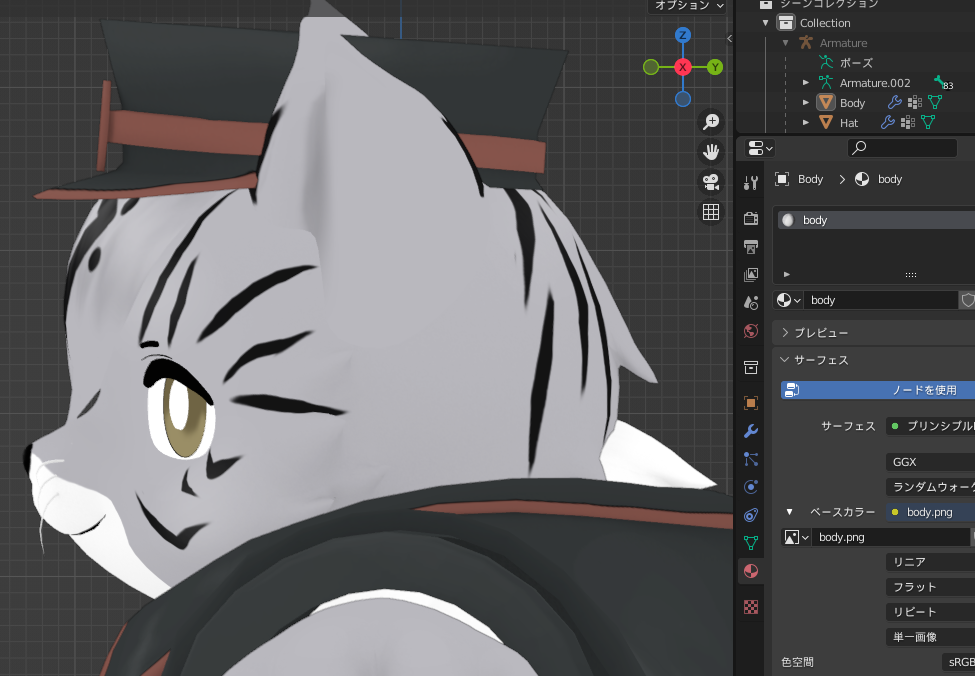 オプション
シーンコレクション
Collection
Armature
ポーズ
Armature.002
83
Body
Hat
Z
X
Y
Body
body
body
body
プレビュー
サーフェス
ノードを使用
サーフェス
プリンシプル
GGX
ランダムウォーク
ベースカラー
body.png
body.png
リニア
フラット
リピート
単一画像
色空間
sRGB